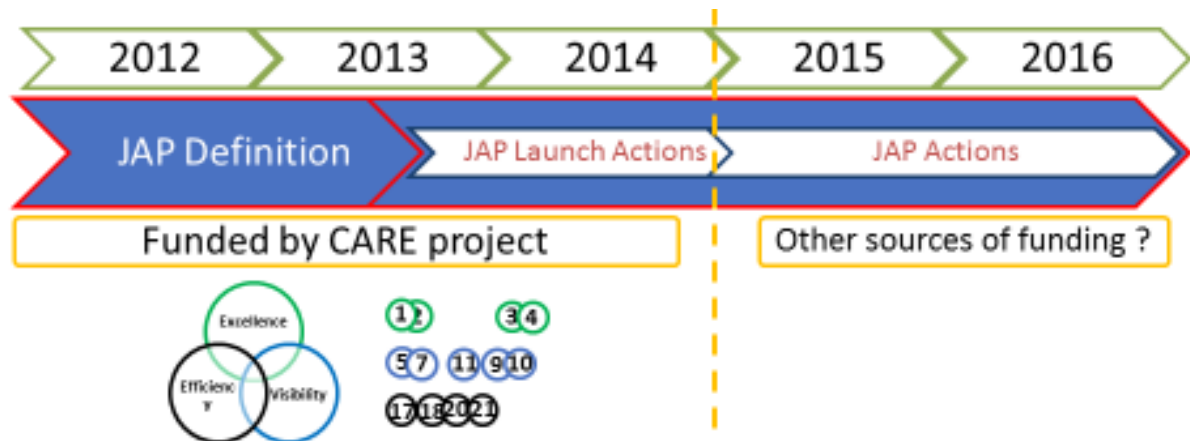 2012 2013 2014 2015 2016
JAP Definition JAP Launch Actions JAP Actions
Funded by CARE project Other sources of funding ?
Excellence
Efficienc
y
Visibility
1 2 3 4
5 7 11 9 10
17 18 20 21